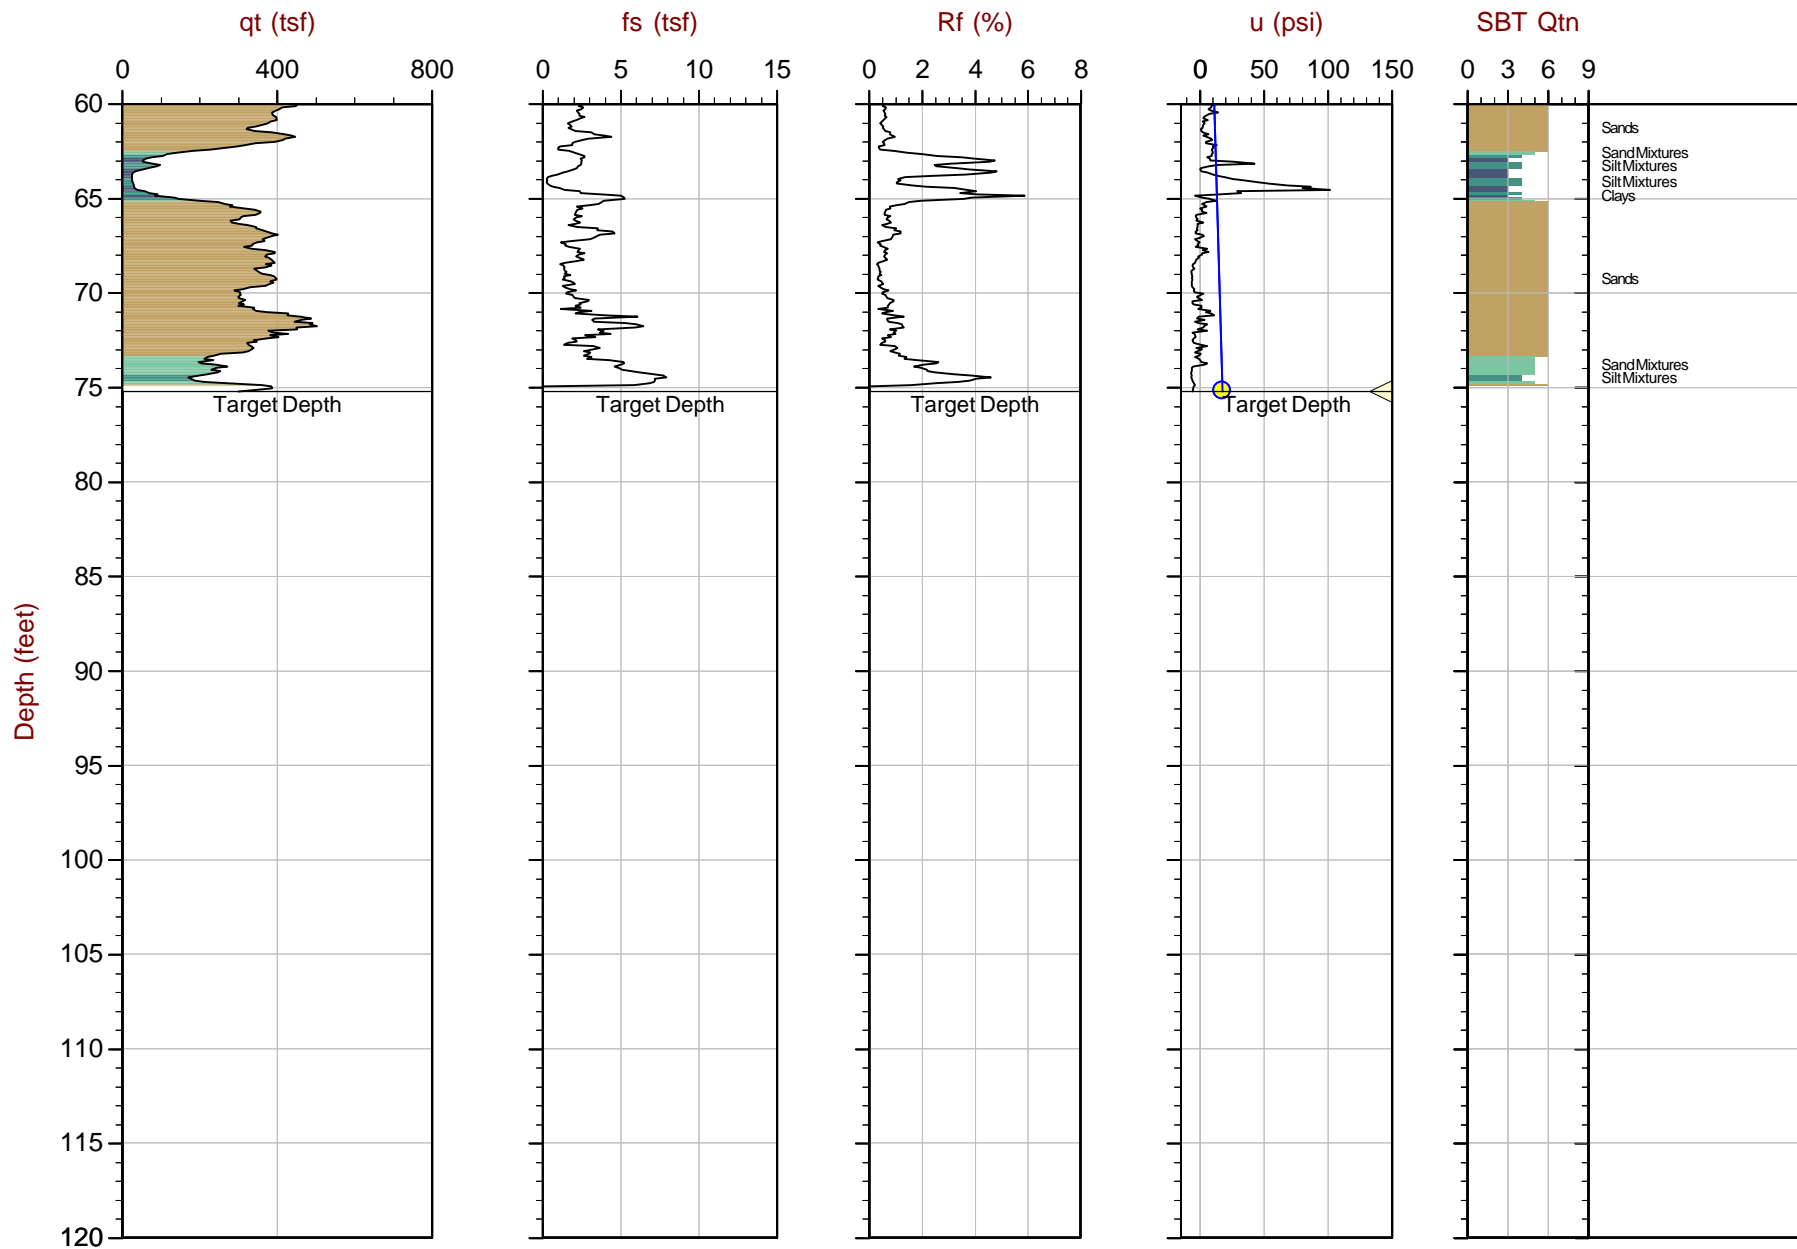 qt (tsf) fs (tsf) Rf (%) u (psi) SBT Qtn
0 400 800 0 5 10 15 0 2 4 6 8 0 0 50 100 150 0 3 6 9
60
Sands
Sand Mixtures
Silt Mixtures
Silt Mixtures
Clays
65
Sands
70
Sand Mixtures
Silt Mixtures
75
Target Depth Target Depth Target Depth Target Depth
80
85
90
Depth (feet)
95
100
105
110
115
120